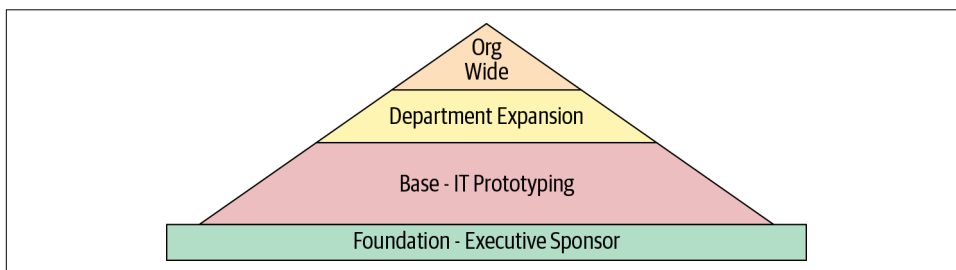 Org
Wide
Department Expansion
Base - IT Prototyping
Foundation - Executive Sponsor